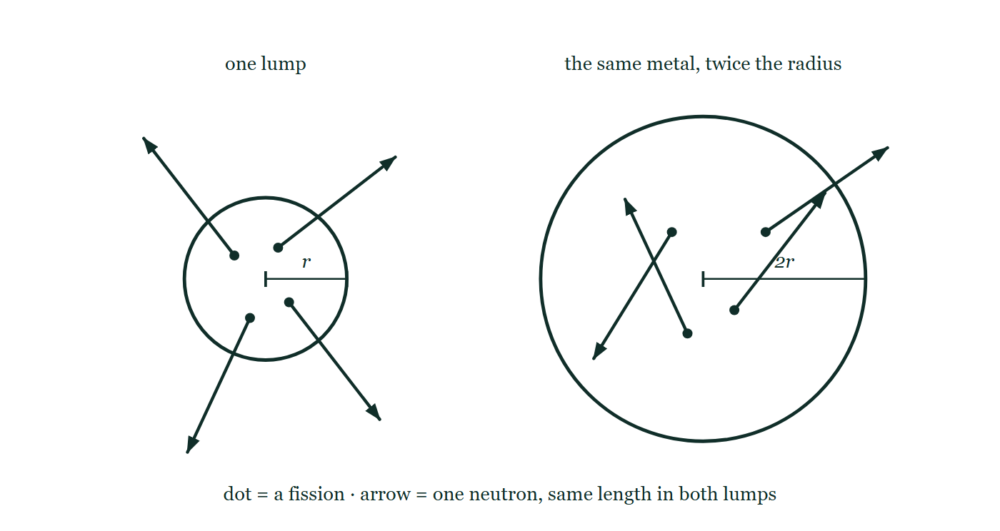 one lump
the same metal, twice the radius
r
2r
dot = a fission · arrow = one neutron, same length in both lumps